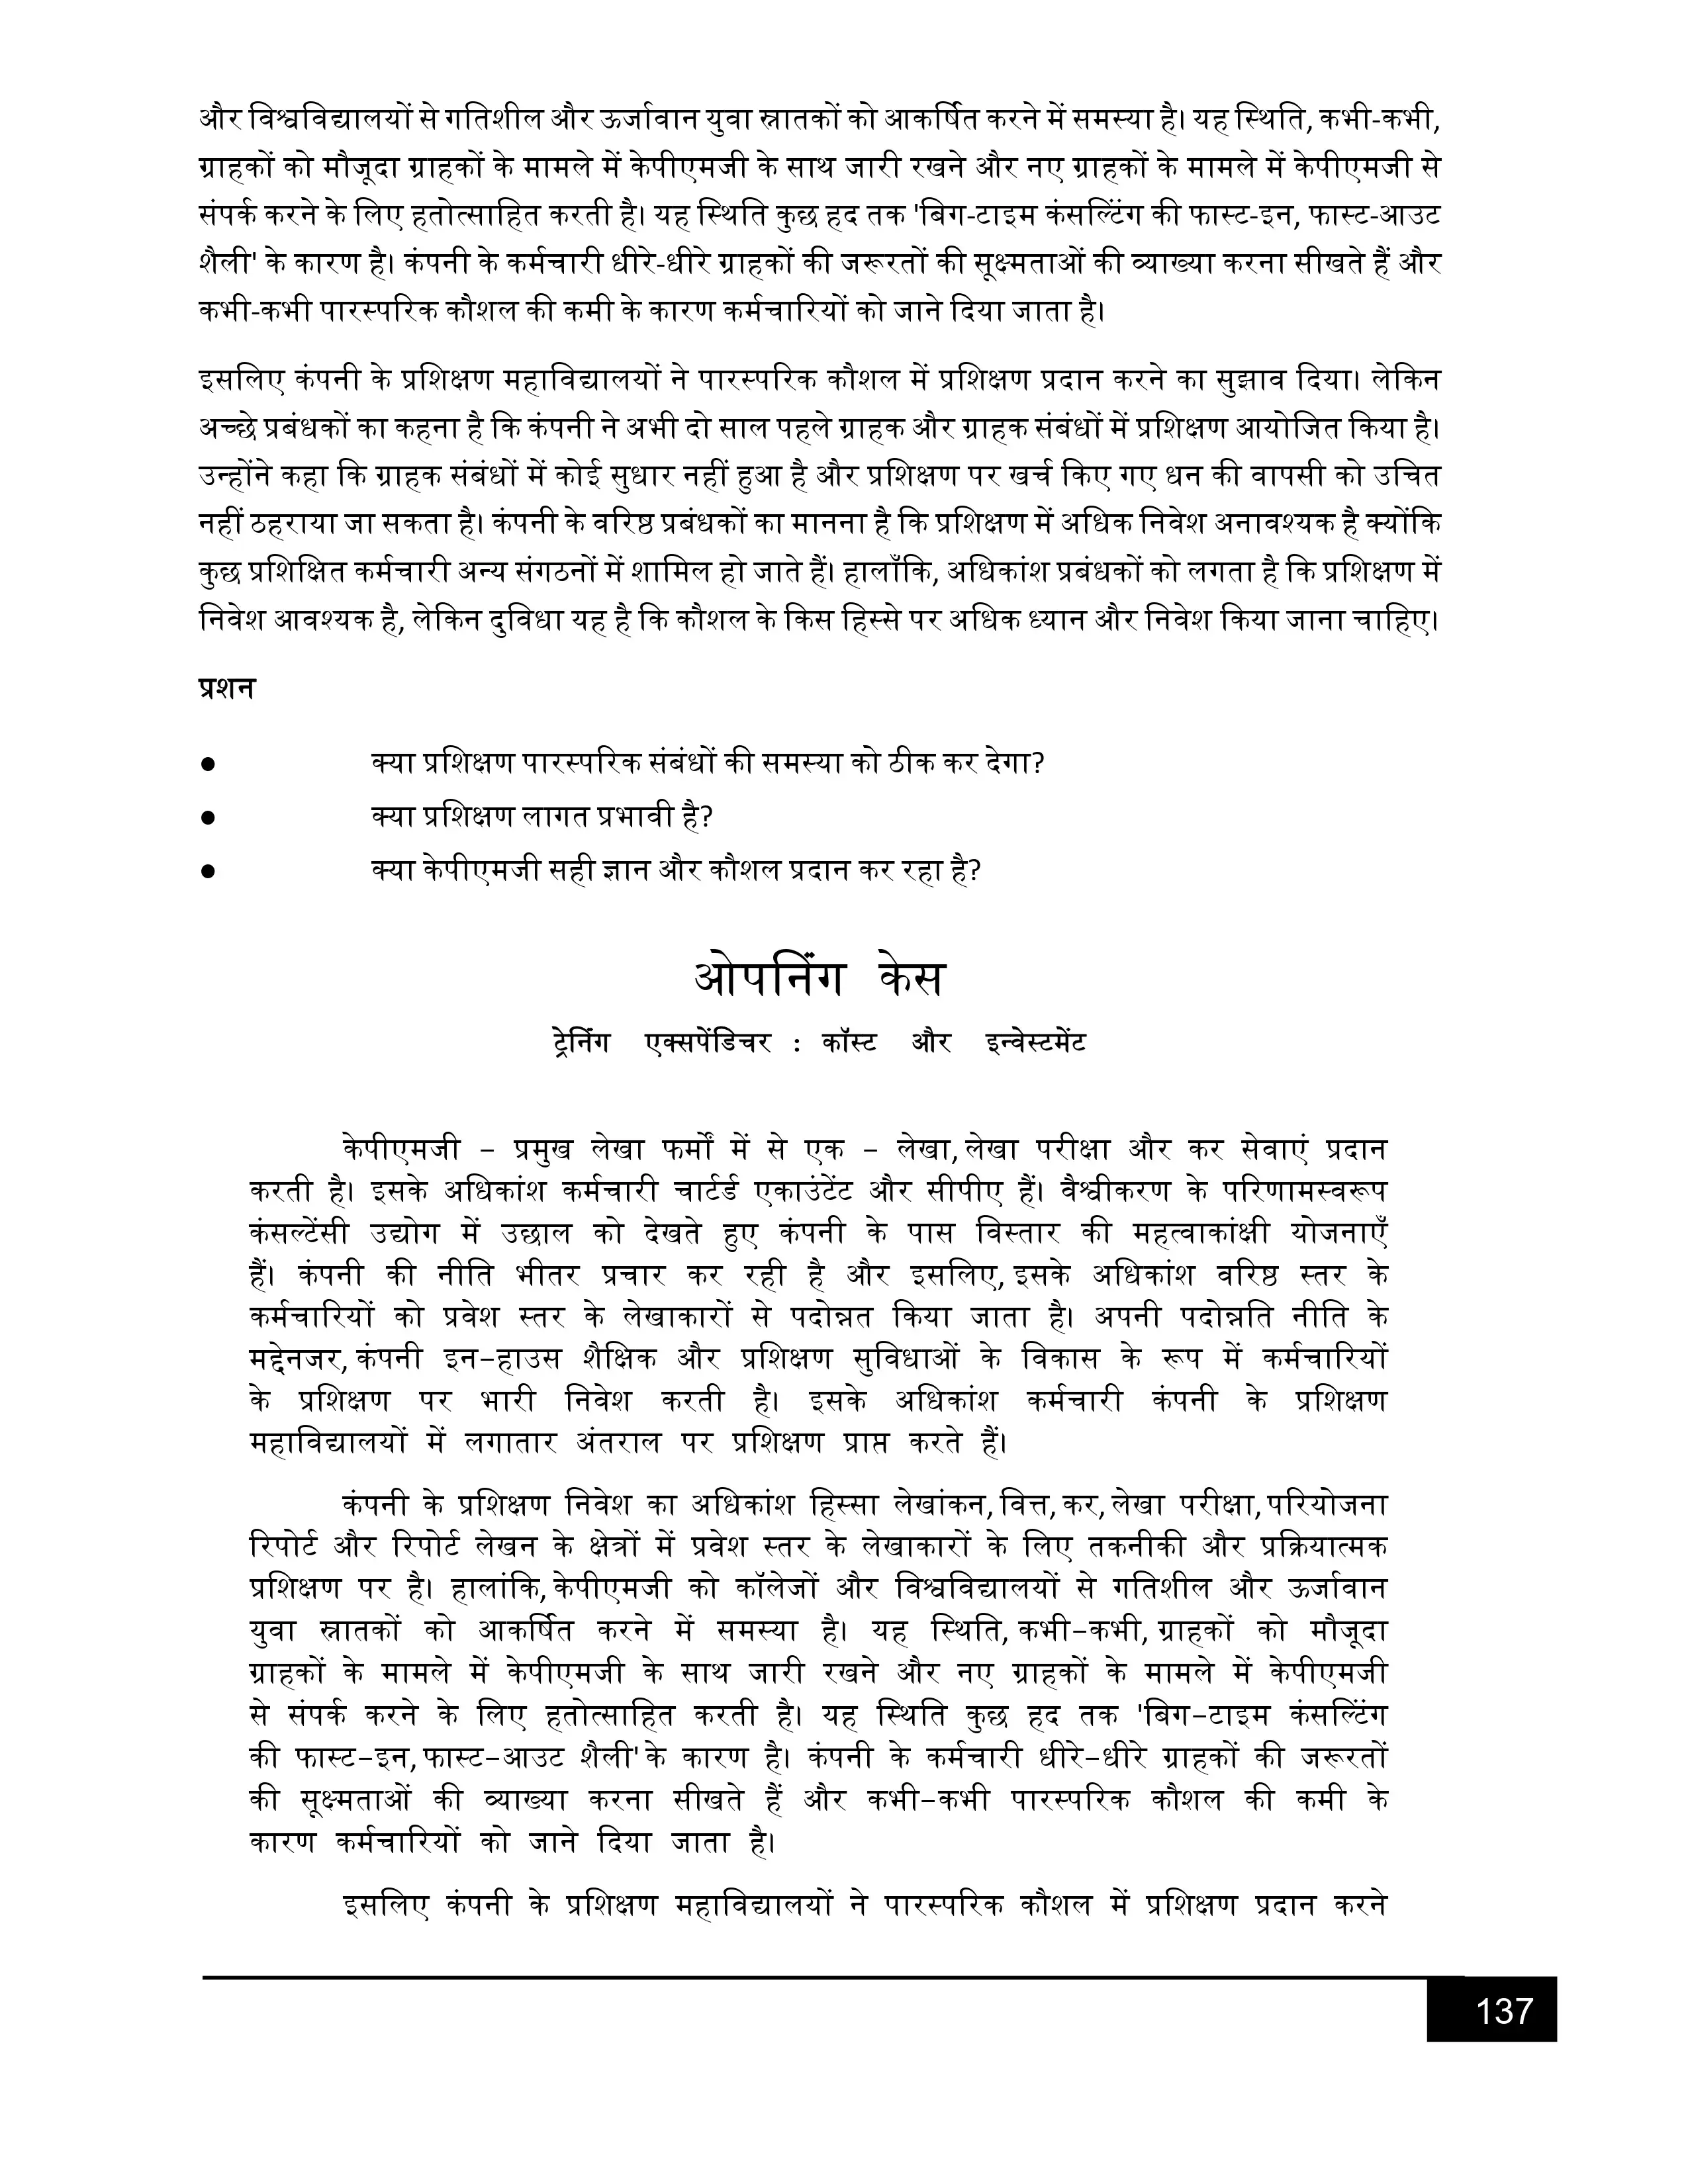 और विश्वविद्यालयों से गतिशील और ऊर्जावान युवा स्नातकों को आकर्षित करने में समस्या है। यह स्थिति, कभी-कभी,
ग्राहकों को मौजूदा ग्राहकों के मामले में केपीएमजी के साथ जारी रखने और नए ग्राहकों के मामले में केपीएमजी से
संपर्क करने के लिए हतोत्साहित करती है। यह स्थिति कुछ हद तक 'बिग-टाइम कंसल्टिंग की फास्ट-इन, फास्ट-आउट
शैली' के कारण है। कंपनी के कर्मचारी धीरे-धीरे ग्राहकों की जरूरतों की सूक्ष्मताओं की व्याख्या करना सीखते हैं और
कभी-कभी पारस्परिक कौशल की कमी के कारण कर्मचारियों को जाने दिया जाता है।
इसलिए कंपनी के प्रशिक्षण महाविद्यालयों ने पारस्परिक कौशल में प्रशिक्षण प्रदान करने का सुझाव दिया। लेकिन
अच्छे प्रबंधकों का कहना है कि कंपनी ने अभी दो साल पहले ग्राहक और ग्राहक संबंधों में प्रशिक्षण आयोजित किया है।
उन्होंने कहा कि ग्राहक संबंधों में कोई सुधार नहीं हुआ है और प्रशिक्षण पर खर्च किए गए धन की वापसी को उचित
नहीं ठहराया जा सकता है। कंपनी के वरिष्ठ प्रबंधकों का मानना है कि प्रशिक्षण में अधिक निवेश अनावश्यक है क्योंकि
कुछ प्रशिक्षित कर्मचारी अन्य संगठनों में शामिल हो जाते हैं। हालाँकि, अधिकांश प्रबंधकों को लगता है कि प्रशिक्षण में
निवेश आवश्यक है, लेकिन दुविधा यह है कि कौशल के किस हिस्से पर अधिक ध्यान और निवेश किया जाना चाहिए।
प्रशन
● क्या प्रशिक्षण पारस्परिक संबंधों की समस्या को ठीक कर देगा?
● क्या प्रशिक्षण लागत प्रभावी है?
● क्या केपीएमजी सही ज्ञान और कौशल प्रदान कर रहा है?
ओपनिंग केस
ट्रेनिंग एक्सपेंडिचर : कॉस्ट और इन्वेस्टमेंट
केपीएमजी – प्रमुख लेखा फर्मों में से एक – लेखा, लेखा परीक्षा और कर सेवाएं प्रदान
करती है। इसके अधिकांश कर्मचारी चार्टर्ड एकाउंटेंट और सीपीए हैं। वैश्वीकरण के परिणामस्वरूप
कंसल्टेंसी उद्योग में उछाल को देखते हुए कंपनी के पास विस्तार की महत्वाकांक्षी योजनाएँ
हैं। कंपनी की नीति भीतर प्रचार कर रही है और इसलिए, इसके अधिकांश वरिष्ठ स्तर के
कर्मचारियों को प्रवेश स्तर के लेखाकारों से पदोन्नत किया जाता है। अपनी पदोन्नति नीति के
मद्देनजर, कंपनी इन-हाउस शैक्षिक और प्रशिक्षण सुविधाओं के विकास के रूप में कर्मचारियों
के प्रशिक्षण पर भारी निवेश करती है। इसके अधिकांश कर्मचारी कंपनी के प्रशिक्षण
महाविद्यालयों में लगातार अंतराल पर प्रशिक्षण प्राप्त करते हैं।
कंपनी के प्रशिक्षण निवेश का अधिकांश हिस्सा लेखांकन, वित्त, कर, लेखा परीक्षा, परियोजना
रिपोर्ट और रिपोर्ट लेखन के क्षेत्रों में प्रवेश स्तर के लेखाकारों के लिए तकनीकी और प्रक्रियात्मक
प्रशिक्षण पर है। हालांकि, केपीएमजी को कॉलेजों और विश्वविद्यालयों से गतिशील और ऊर्जावान
युवा स्नातकों को आकर्षित करने में समस्या है। यह स्थिति, कभी-कभी, ग्राहकों को मौजूदा
ग्राहकों के मामले में केपीएमजी के साथ जारी रखने और नए ग्राहकों के मामले में केपीएमजी
से संपर्क करने के लिए हतोत्साहित करती है। यह स्थिति कुछ हद तक 'बिग-टाइम कंसल्टिंग
की फास्ट-इन, फास्ट-आउट शैली' के कारण है। कंपनी के कर्मचारी धीरे-धीरे ग्राहकों की जरूरतों
की सूक्ष्मताओं की व्याख्या करना सीखते हैं और कभी-कभी पारस्परिक कौशल की कमी के
कारण कर्मचारियों को जाने दिया जाता है।
इसलिए कंपनी के प्रशिक्षण महाविद्यालयों ने पारस्परिक कौशल में प्रशिक्षण प्रदान करने
137